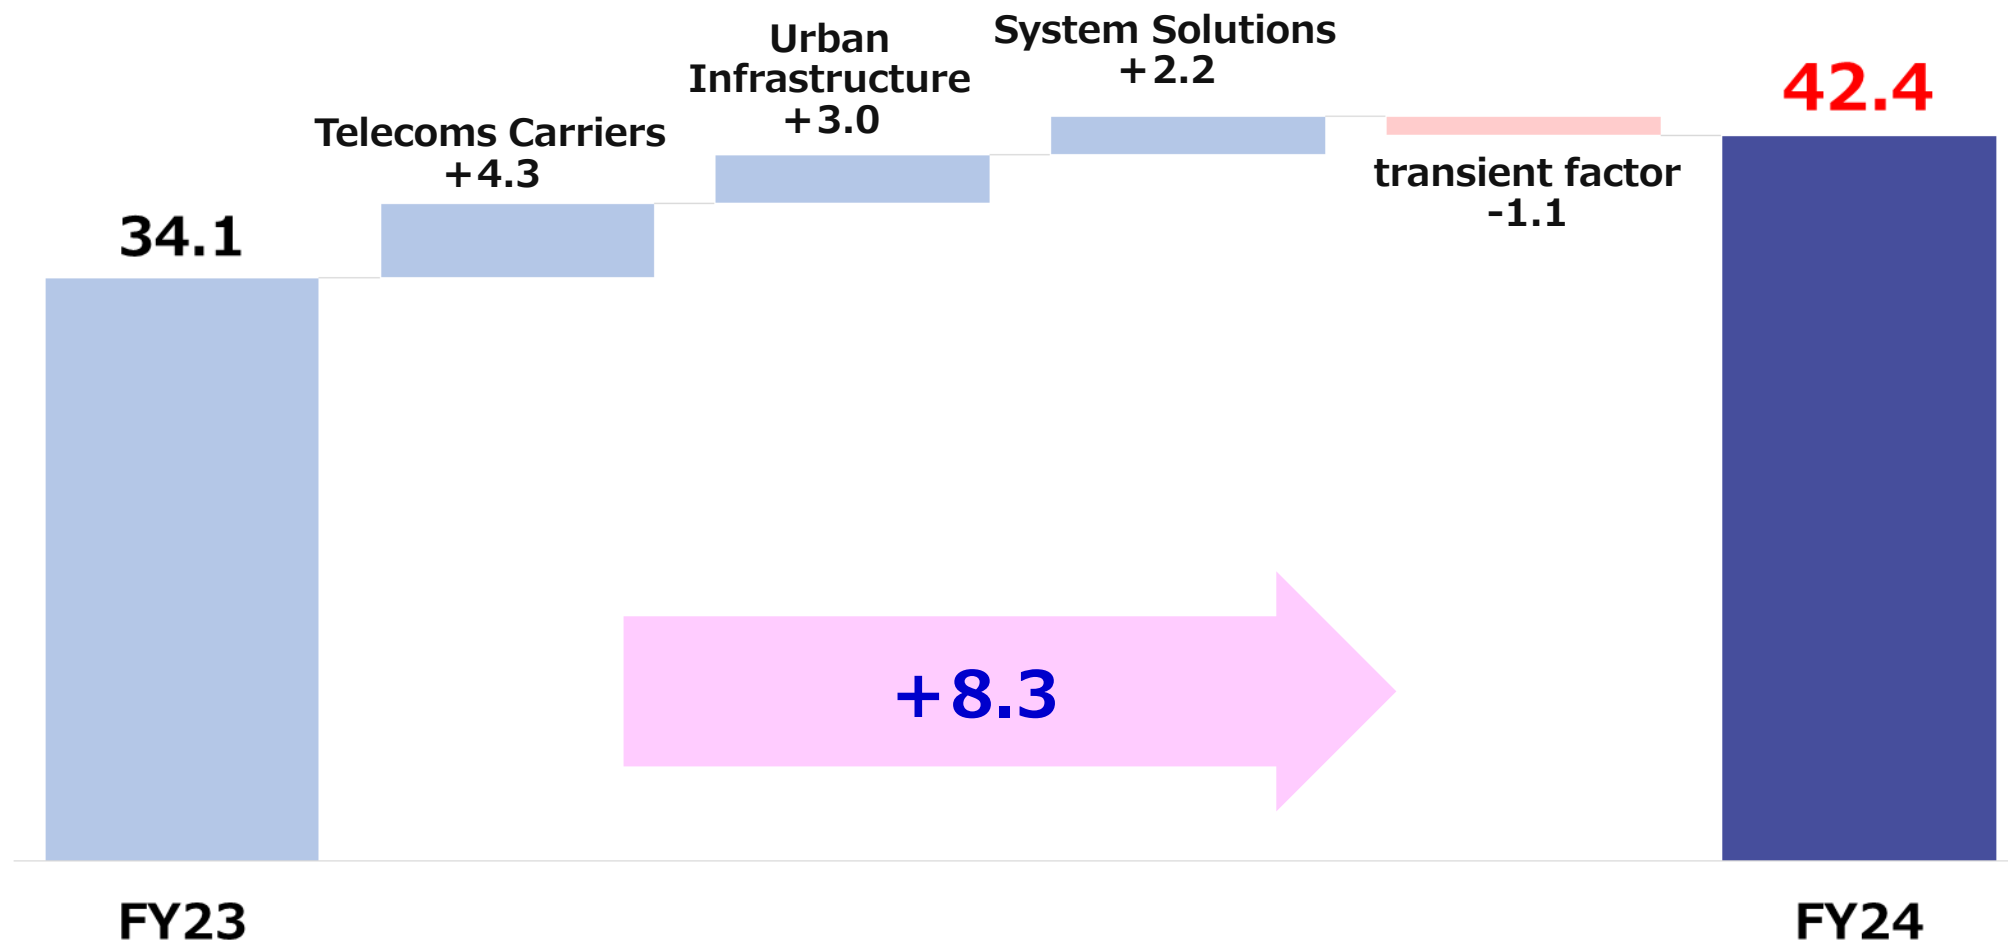 34.1
Telecoms Carriers
+4.3
Urban
Infrastructure
+3.0
System Solutions
+2.2
transient factor
-1.1
42.4
+8.3
FY23
FY24